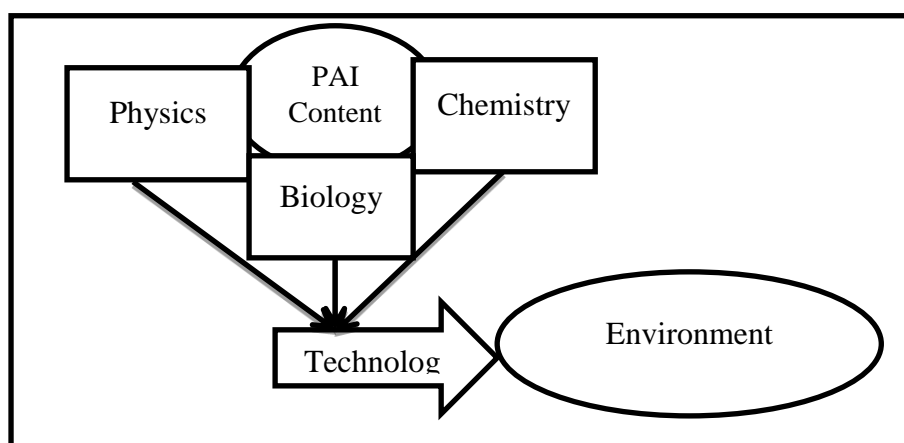 PAI
Content
Physics
Chemistry
Biology
Technolog
Environment